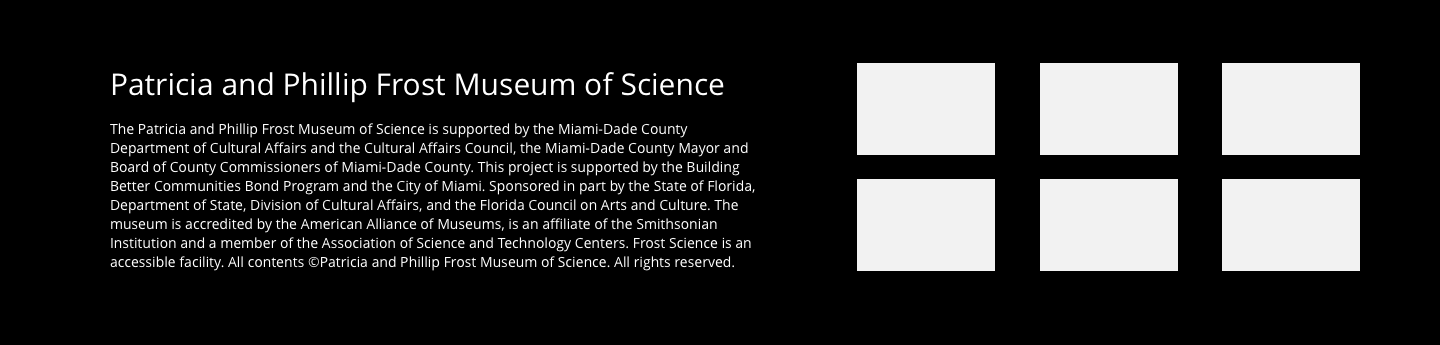 Patricia and Phillip Frost Museum of Science
The Patricia and Phillip Frost Museum of Science is supported by the Miami-Dade County
Department of Cultural Affairs and the Cultural Affairs Council, the Miami-Dade County Mayor and
Board of County Commissioners of Miami-Dade County. This project is supported by the Building
Better Communities Bond Program and the City of Miami. Sponsored in part by the State of Florida,
Department of State, Division of Cultural Affairs, and the Florida Council on Arts and Culture. The
museum is accredited by the American Alliance of Museums, is an affiliate of the Smithsonian
Institution and a member of the Association of Science and Technology Centers. Frost Science is an
accessible facility. All contents ©Patricia and Phillip Frost Museum of Science. All rights reserved.